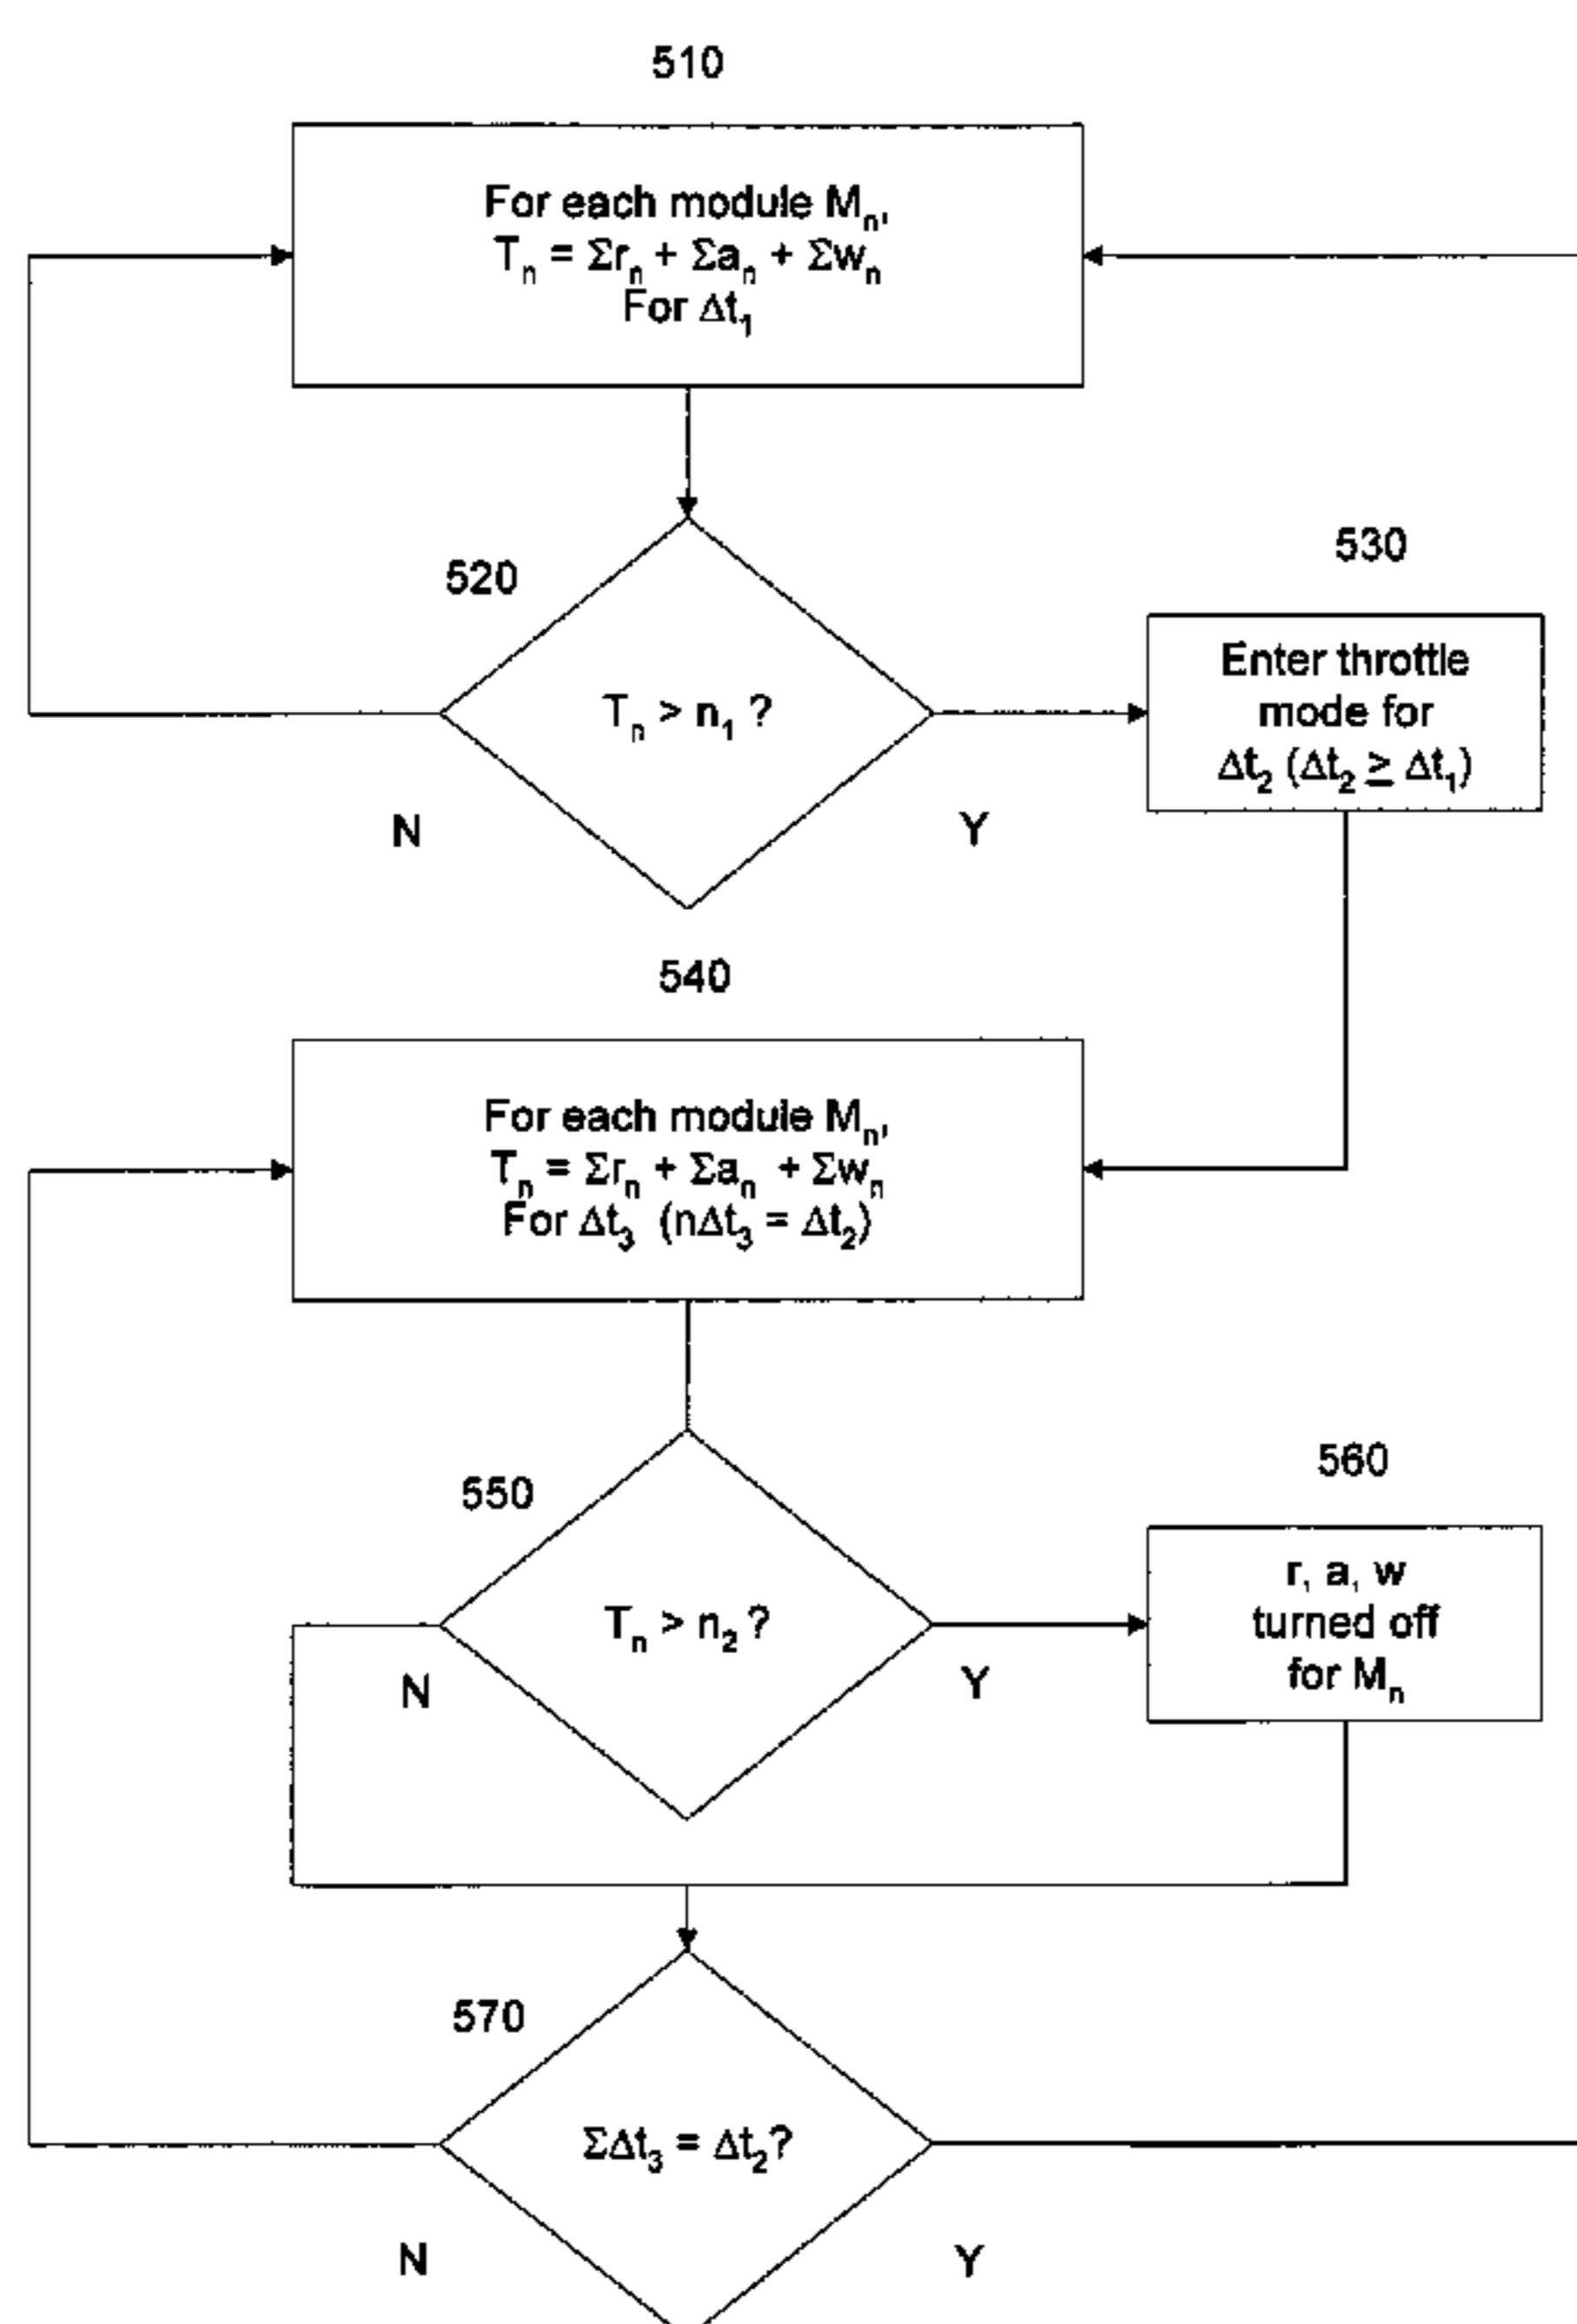 510
For each module Mₙ,
Tₙ = Σrₙ + Σaₙ + Σwₙ
For Δt₁
520
Tₙ > n₁ ?
N
Y
530
Enter throttle
mode for
Δt₂ (Δt₂ ≥ Δt₁)
540
For each module Mₙ,
Tₙ = Σrₙ + Σaₙ + Σwₙ
For Δt₃ (nΔt₃ = Δt₂)
550
Tₙ > n₂ ?
N
Y
560
r, a, w
turned off
for Mₙ
570
ΣΔt₃ = Δt₂?
N
Y